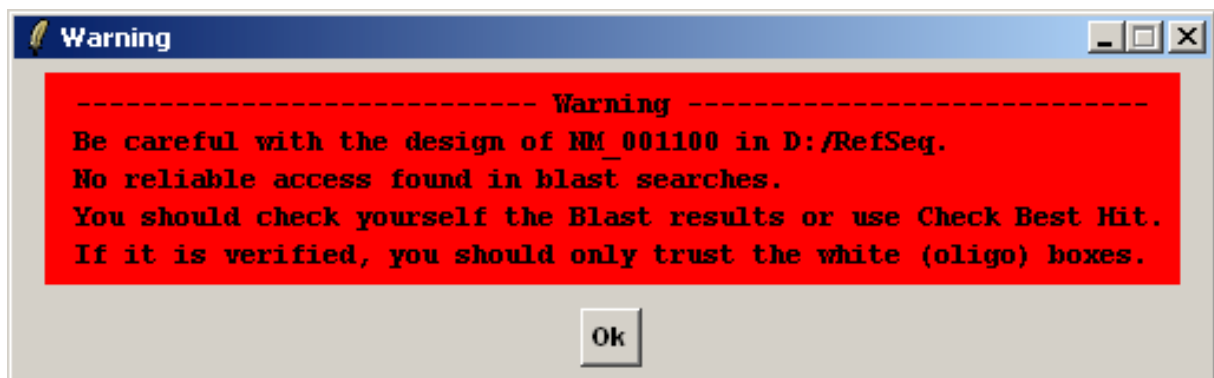 Warning
---------------------------- Warning ----------------------------
Be careful with the design of NM_001100 in D:/RefSeq.
No reliable access found in blast searches.
You should check yourself the Blast results or use Check Best Hit.
If it is verified, you should only trust the white (oligo) boxes.
Ok